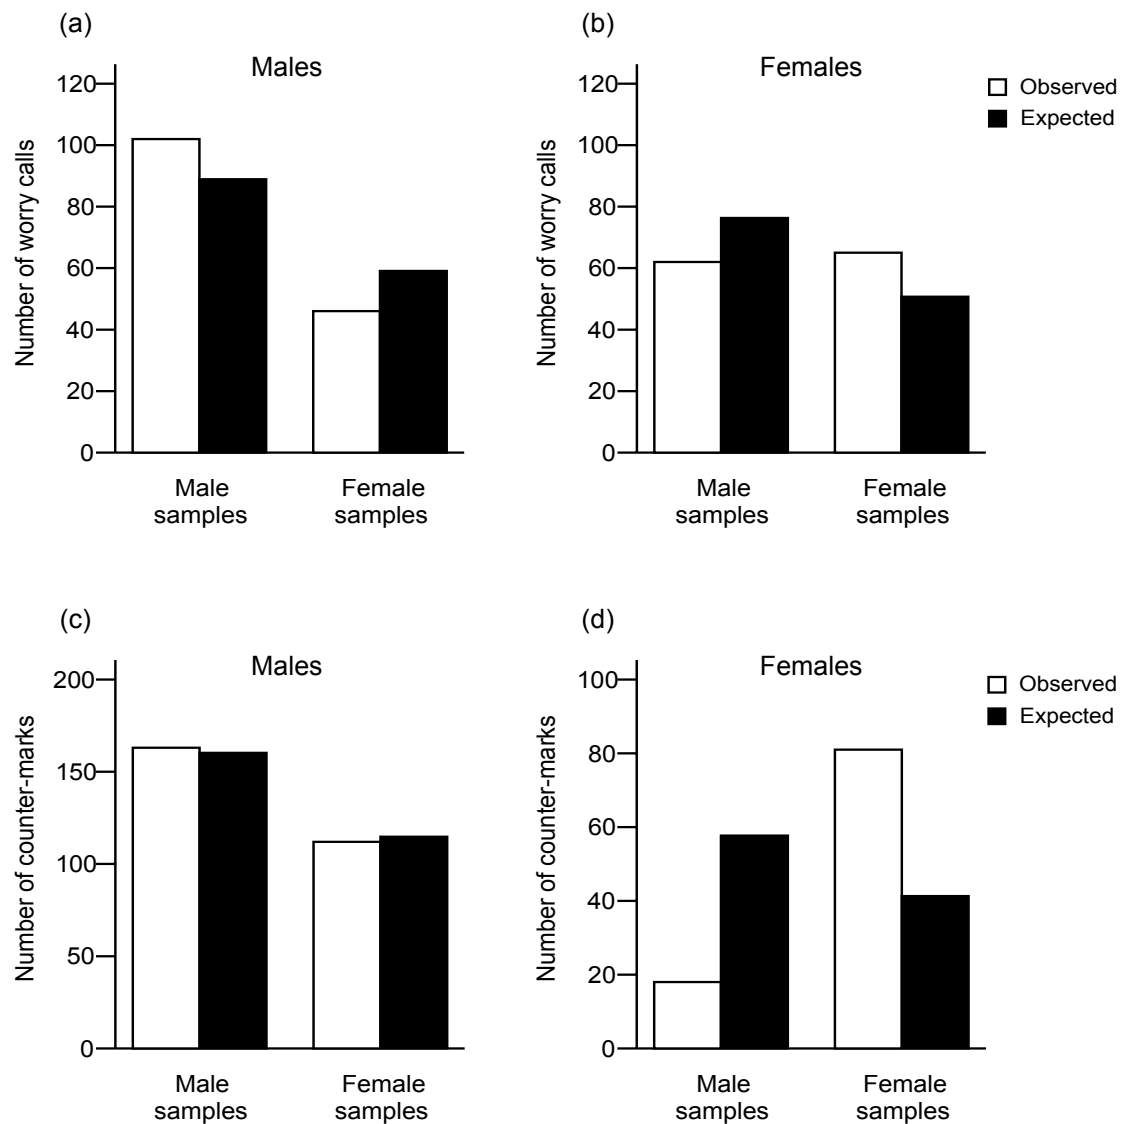 (a)
Males
Number of worry calls
120
100
80
60
40
20
0
Male
samples
Female
samples
(b)
Females
Number of worry calls
120
100
80
60
40
20
0
Male
samples
Female
samples
Observed
Expected
(c)
Males
Number of counter-marks
200
150
100
50
0
Male
samples
Female
samples
(d)
Females
Number of counter-marks
100
80
60
40
20
0
Male
samples
Female
samples
Observed
Expected